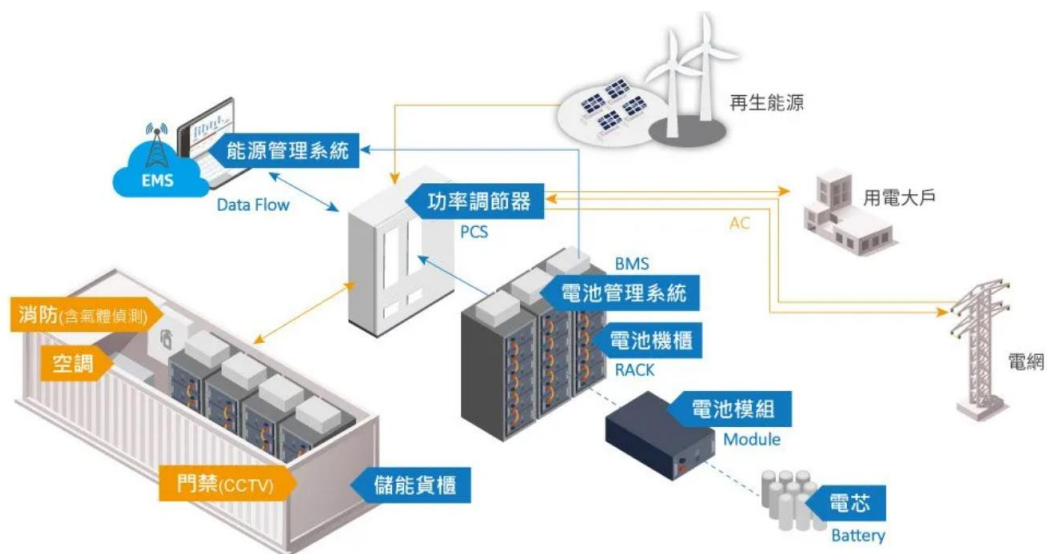 再生能源
能源管理系統
EMS
Data Flow
功率調節器
PCS
用電大戶
AC
BMS
電池管理系統
消防(含氣體偵測)
空調
電池機櫃
RACK
電網
電池模組
Module
門禁(CCTV)
儲能貨櫃
電芯
Battery